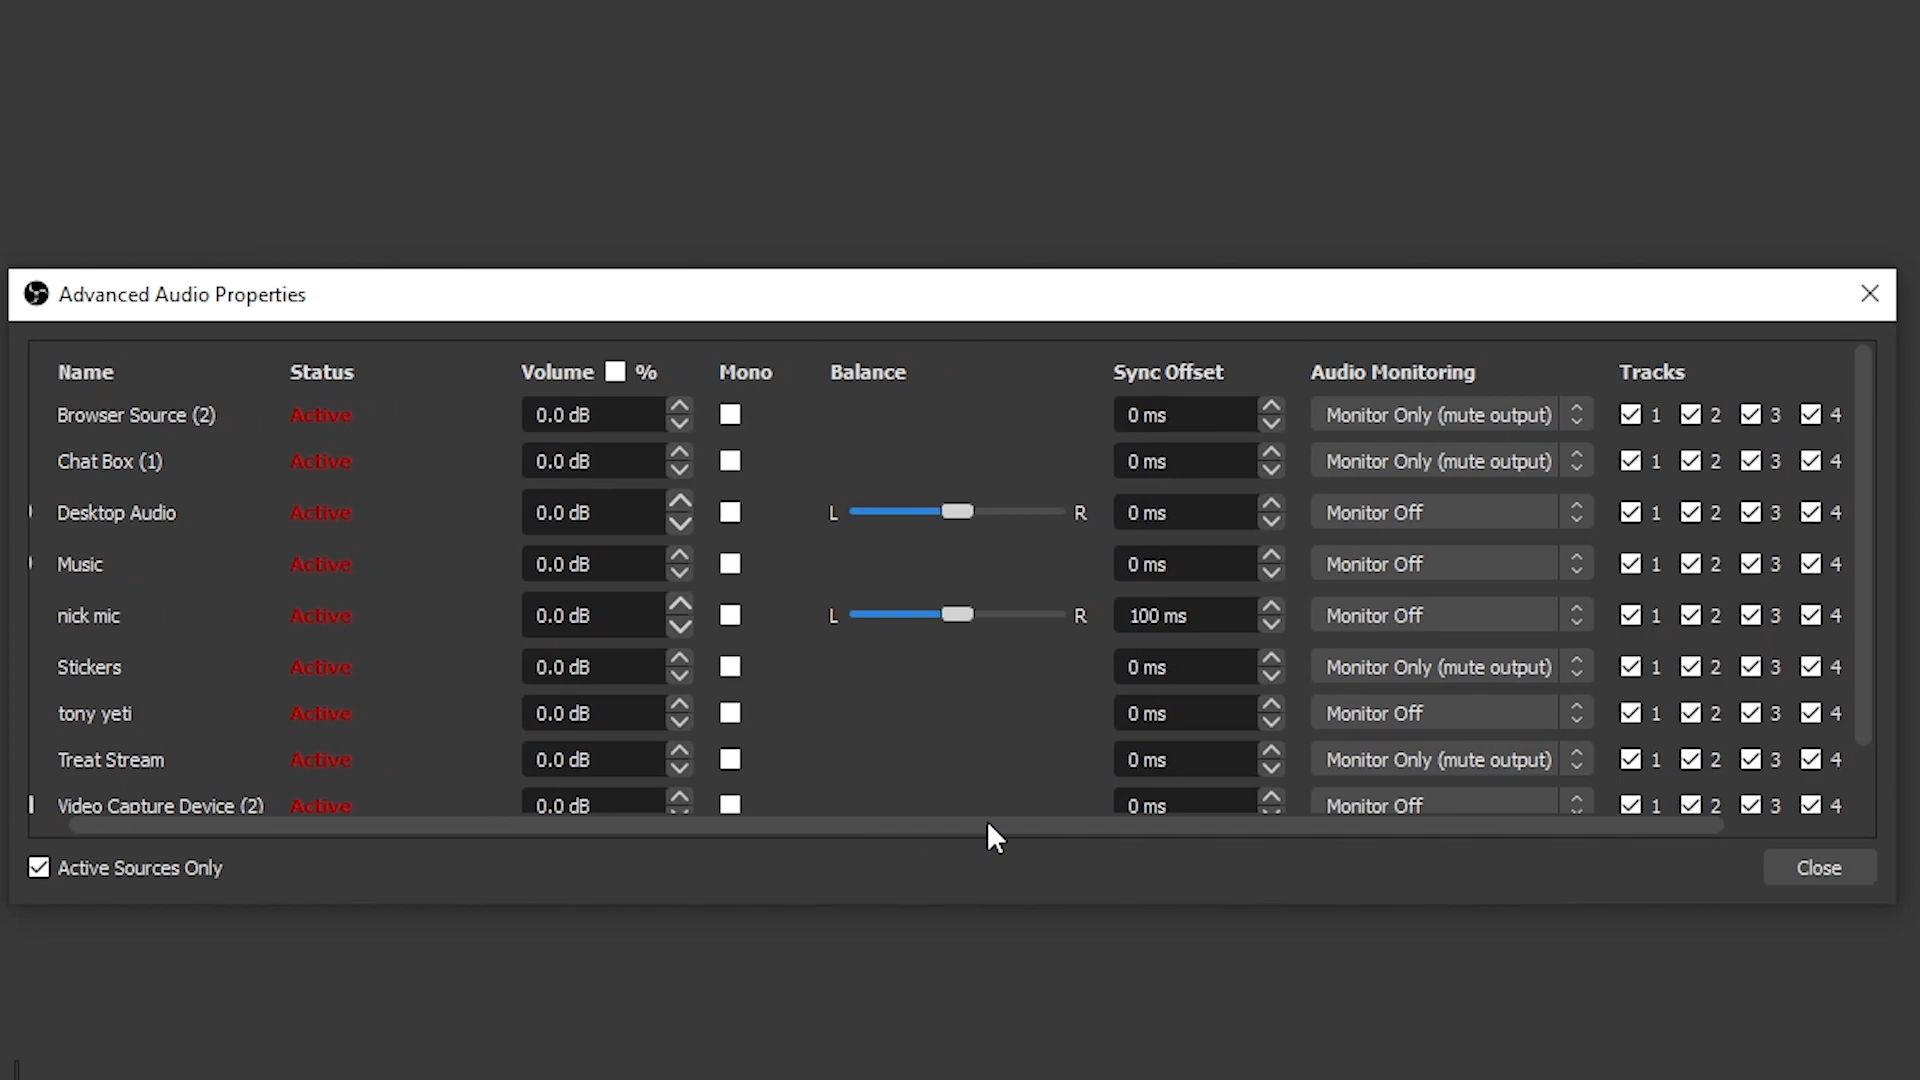 Advanced Audio Properties
Name Status Volume % Mono Balance Sync Offset Audio Monitoring Tracks
Browser Source (2) Active 0.0 dB 0 ms Monitor Only (mute output) 1 2 3 4
Chat Box (1) Active 0.0 dB 0 ms Monitor Only (mute output) 1 2 3 4
Desktop Audio Active 0.0 dB L R 0 ms Monitor Off 1 2 3 4
Music Active 0.0 dB 0 ms Monitor Off 1 2 3 4
nick mic Active 0.0 dB L R 100 ms Monitor Off 1 2 3 4
Stickers Active 0.0 dB 0 ms Monitor Only (mute output) 1 2 3 4
tony yeti Active 0.0 dB 0 ms Monitor Off 1 2 3 4
Treat Stream Active 0.0 dB 0 ms Monitor Only (mute output) 1 2 3 4
Video Capture Device (2) Active 0.0 dB 0 ms Monitor Off 1 2 3 4
Active Sources Only Close